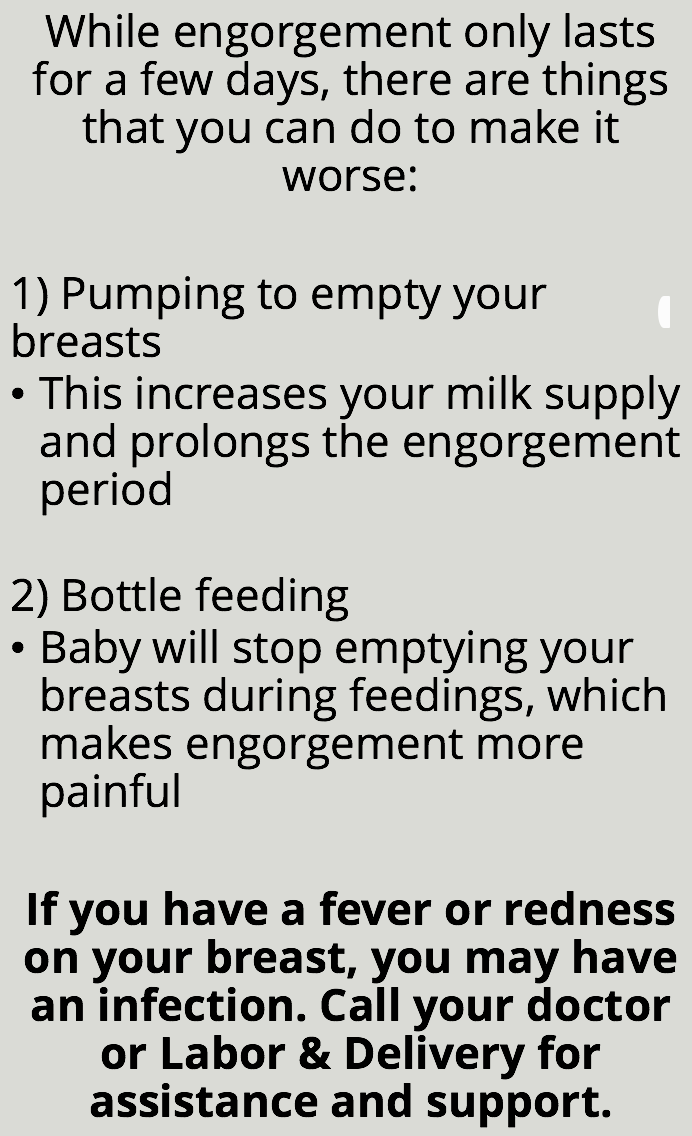 While engorgement only lasts
for a few days, there are things
that you can do to make it
worse:
1) Pumping to empty your
breasts
• This increases your milk supply
and prolongs the engorgement
period
2) Bottle feeding
• Baby will stop emptying your
breasts during feedings, which
makes engorgement more
painful
If you have a fever or redness
on your breast, you may have
an infection. Call your doctor
or Labor & Delivery for
assistance and support.